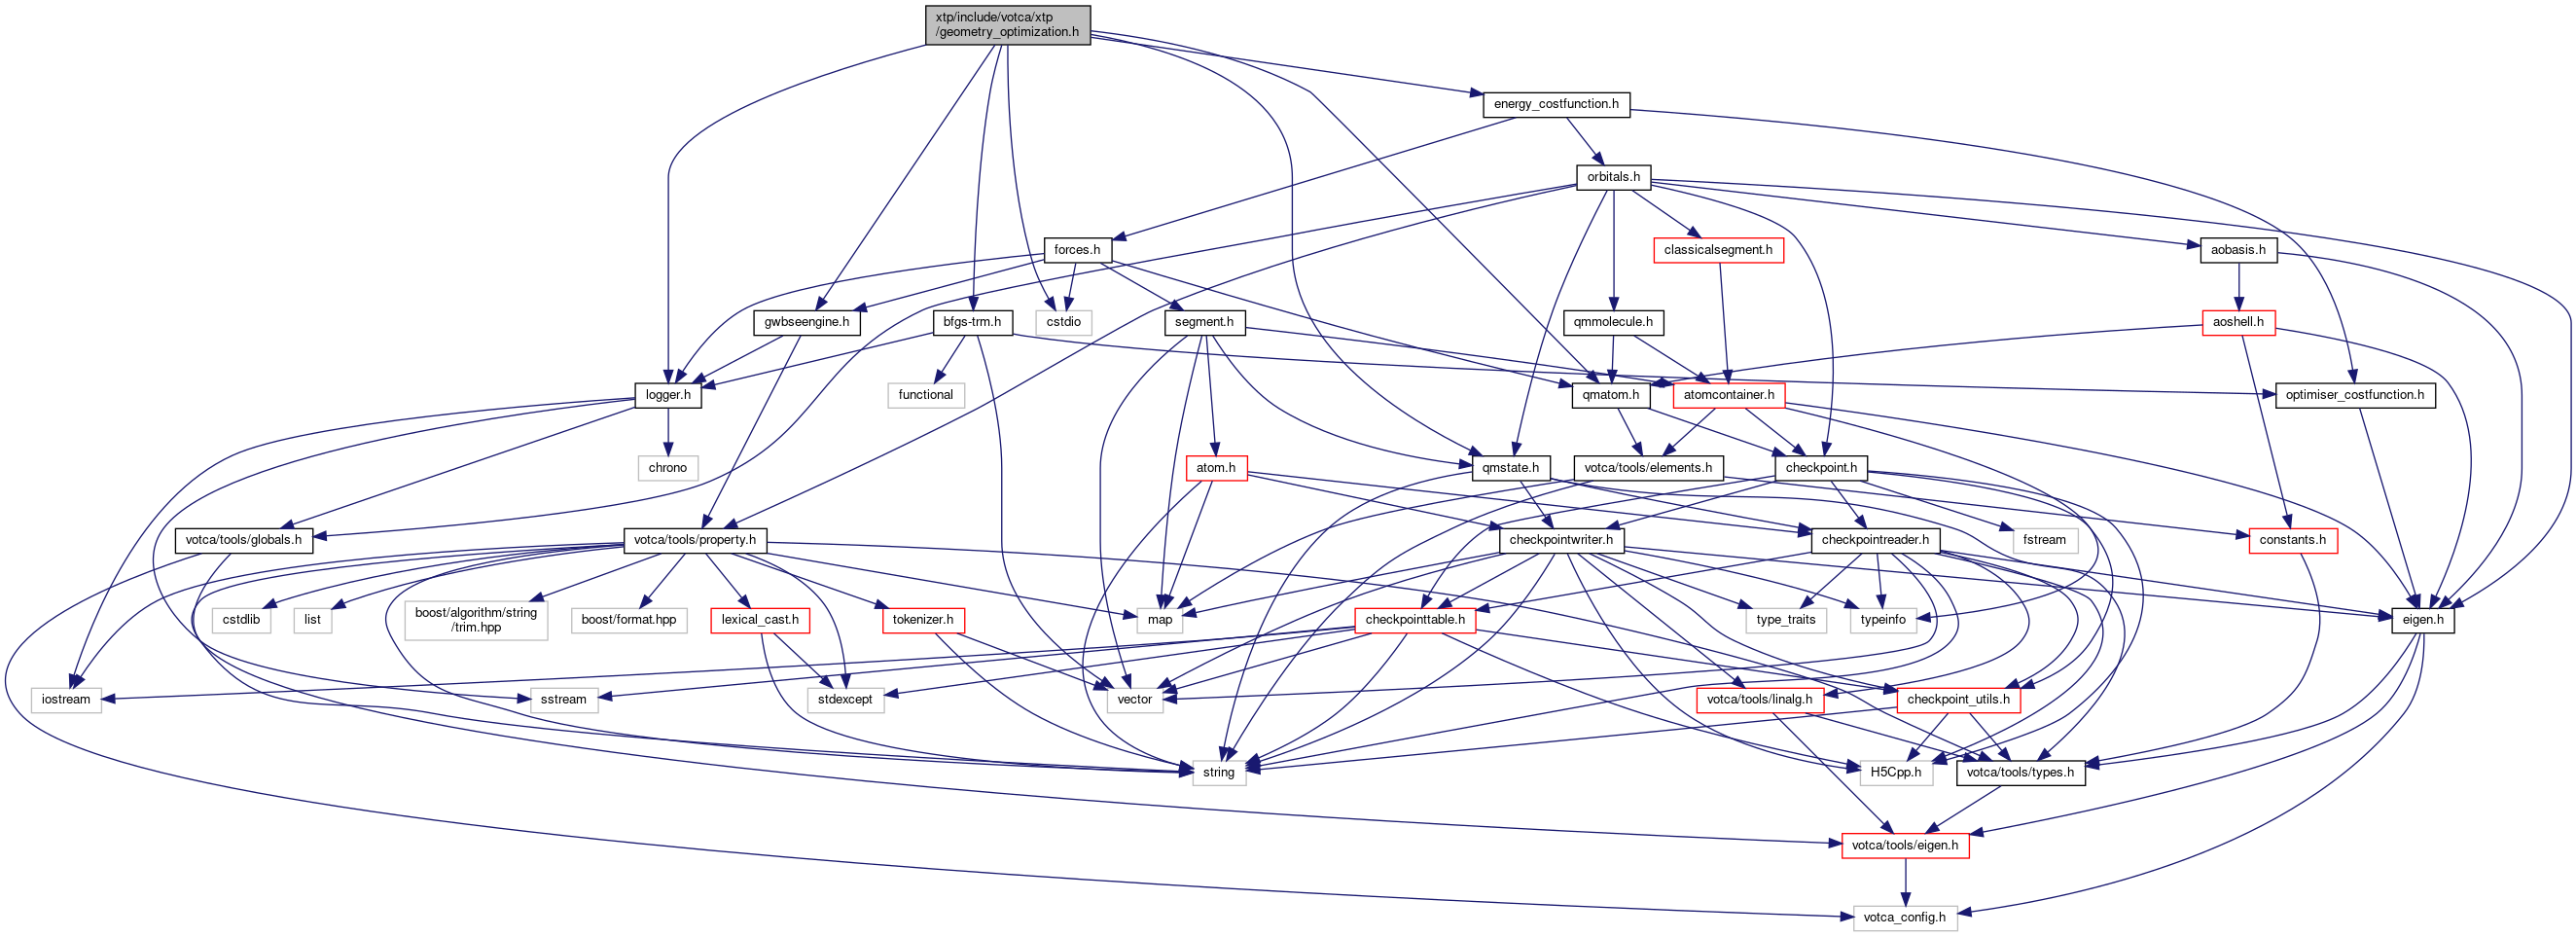 xtp/include/votca/xtp
/geometry_optimization.h
energy_costfunction.h
orbitals.h
forces.h
classicalsegment.h
aobasis.h
gwbseengine.h
bfgs-trm.h
cstdio
segment.h
qmmolecule.h
aoshell.h
logger.h
functional
qmatom.h
atomcontainer.h
optimiser_costfunction.h
chrono
atom.h
qmstate.h
votca/tools/elements.h
checkpoint.h
votca/tools/globals.h
votca/tools/property.h
checkpointwriter.h
checkpointreader.h
fstream
constants.h
cstdlib
list
boost/algorithm/string
/trim.hpp
boost/format.hpp
lexical_cast.h
tokenizer.h
map
checkpointtable.h
type_traits
typeinfo
eigen.h
iostream
sstream
stdexcept
vector
votca/tools/linalg.h
checkpoint_utils.h
string
H5Cpp.h
votca/tools/types.h
votca/tools/eigen.h
votca_config.h